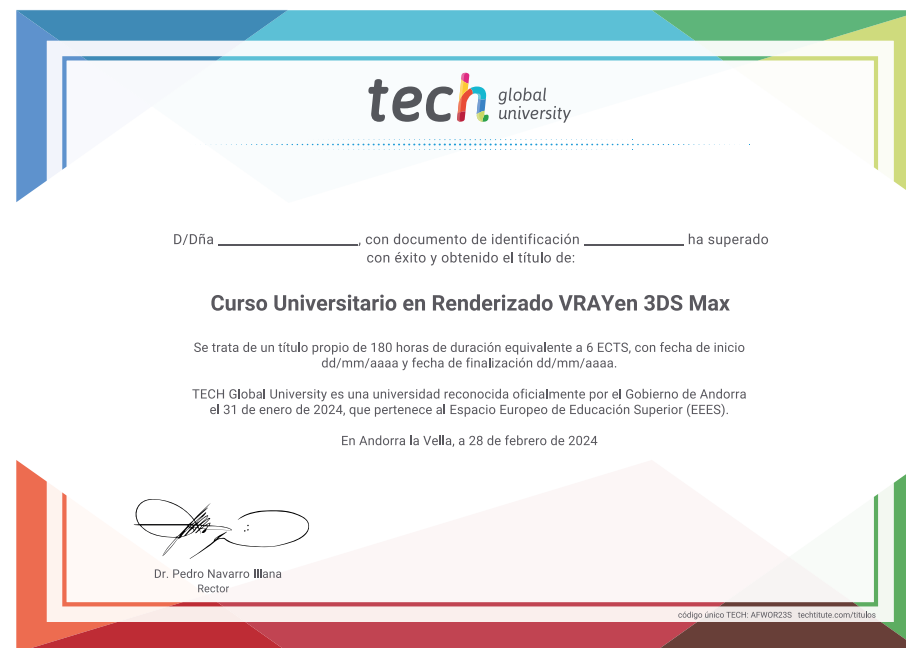 tech global university
D/Dña ______________, con documento de identificación __________ ha superado
con éxito y obtenido el título de:
Curso Universitario en Renderizado VRAYen 3DS Max
Se trata de un título propio de 180 horas de duración equivalente a 6 ECTS, con fecha de inicio
dd/mm/aaaa y fecha de finalización dd/mm/aaaa.
TECH Global University es una universidad reconocida oficialmente por el Gobierno de Andorra
el 31 de enero de 2024, que pertenece al Espacio Europeo de Educación Superior (EEES).
En Andorra la Vella, a 28 de febrero de 2024
Dr. Pedro Navarro Illana
Rector
código único TECH: AFWOR23S techtitute.com/titulos